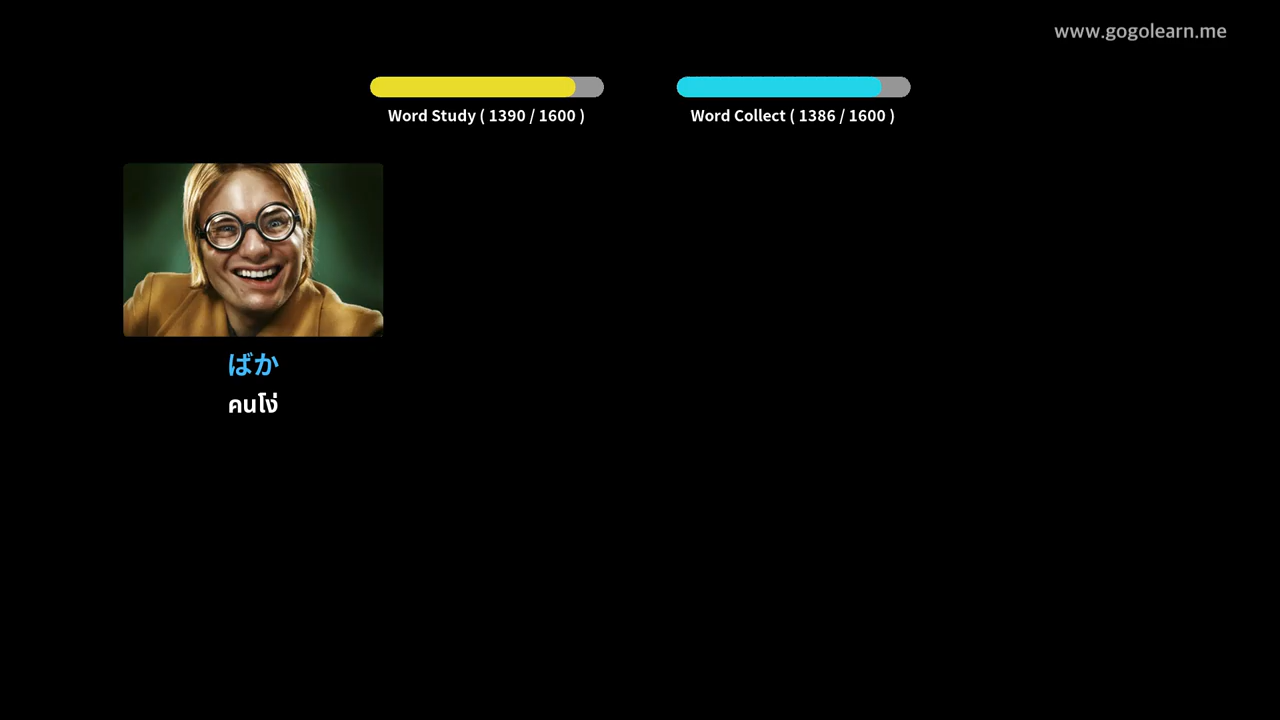 www.gogolearn.me
Word Study ( 1390 / 1600 )
Word Collect ( 1386 / 1600 )
ばか
คนโง่